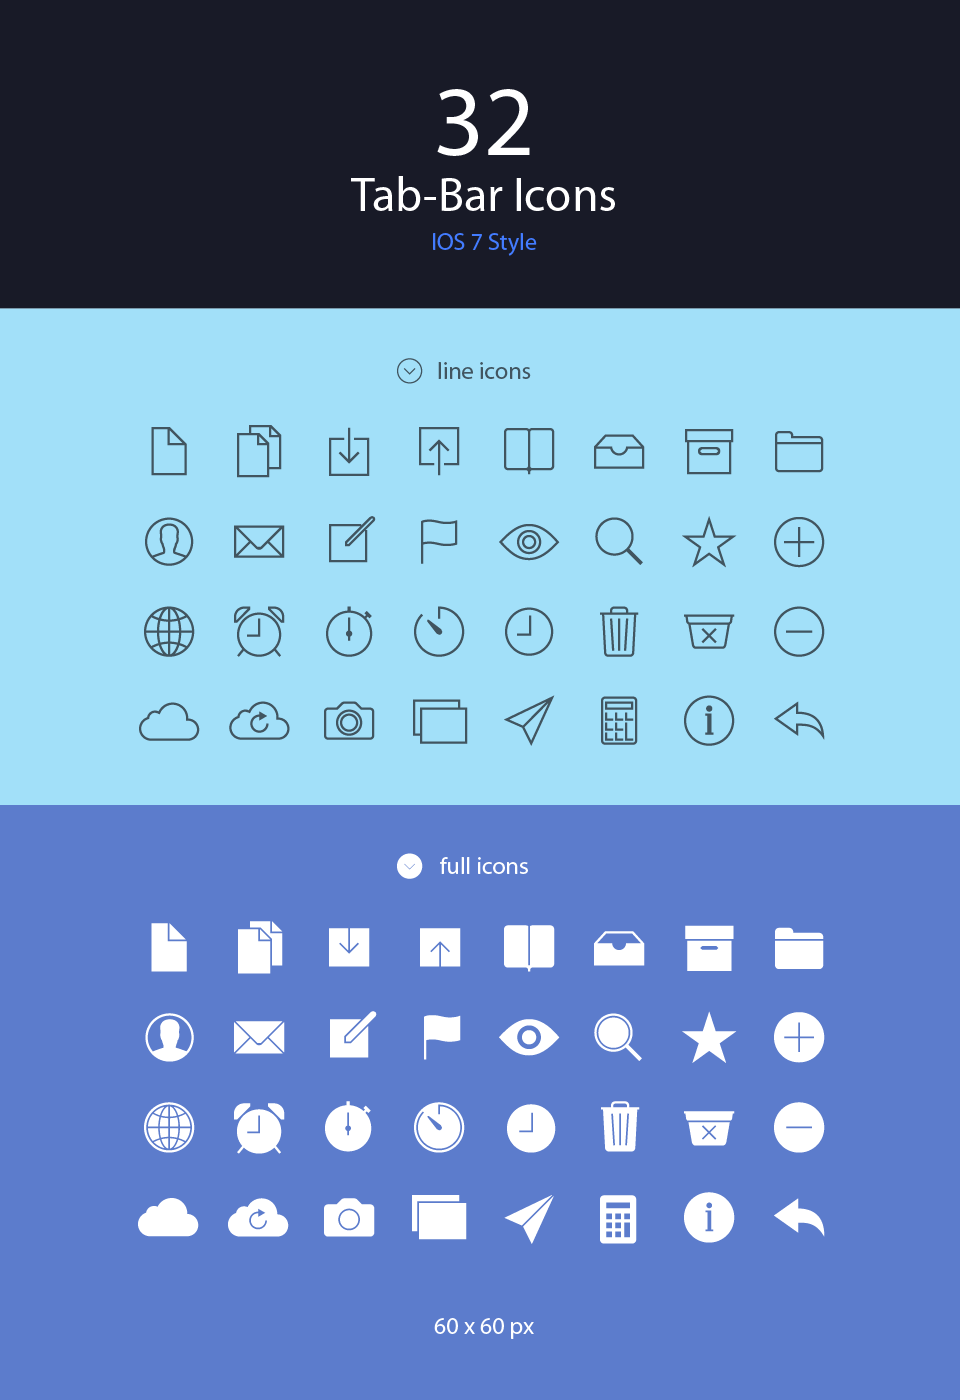 32
Tab-Bar Icons
IOS 7 Style
line icons
i
full icons
i
60 x 60 px